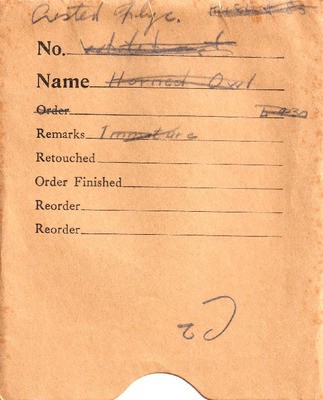 Crested Flyc.
No.
Name Horned Owl
Order
Remarks Immature
Retouched
Order Finished
Reorder
Reorder